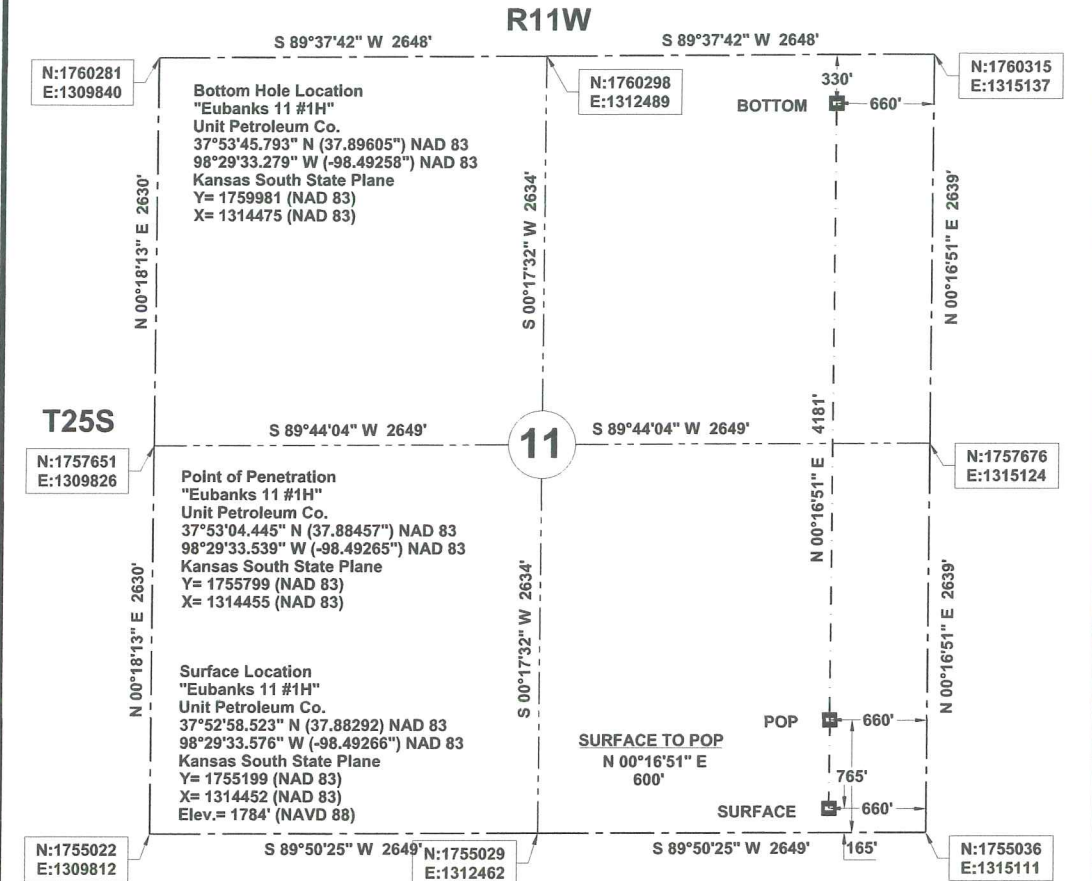 R11W
S 89°37'42" W 2648'
S 89°37'42" W 2648'
N:1760281
E:1309840
N:1760298
E:1312489
N:1760315
E:1315137
Bottom Hole Location
"Eubanks 11 #1H"
Unit Petroleum Co.
37°53'45.793" N (37.89605°) NAD 83
98°29'33.279" W (-98.49258°) NAD 83
Kansas South State Plane
Y= 1759981 (NAD 83)
X= 1314475 (NAD 83)
330'
BOTTOM
660'
N 00°18'13" E 2630'
S 00°17'32" W 2634'
N 00°16'51" E 2639'
T25S
S 89°44'04" W 2649'
11
S 89°44'04" W 2649'
N 00°16'51" E 4181'
N:1757651
E:1309826
N:1757676
E:1315124
Point of Penetration
"Eubanks 11 #1H"
Unit Petroleum Co.
37°53'04.445" N (37.88457°) NAD 83
98°29'33.539" W (-98.49265°) NAD 83
Kansas South State Plane
Y= 1755799 (NAD 83)
X= 1314455 (NAD 83)
N 00°18'13" E 2630'
S 00°17'32" W 2634'
N 00°16'51" E 2639'
Surface Location
"Eubanks 11 #1H"
Unit Petroleum Co.
37°52'58.523" N (37.88292) NAD 83
98°29'33.576" W (-98.49266°) NAD 83
Kansas South State Plane
Y= 1755199 (NAD 83)
X= 1314452 (NAD 83)
Elev.= 1784' (NAVD 88)
SURFACE TO POP
N 00°16'51" E
600'
POP
660'
765'
SURFACE
660'
N:1755022
E:1309812
S 89°50'25" W 2649'
N:1755029
E:1312462
S 89°50'25" W 2649'
165'
N:1755036
E:1315111